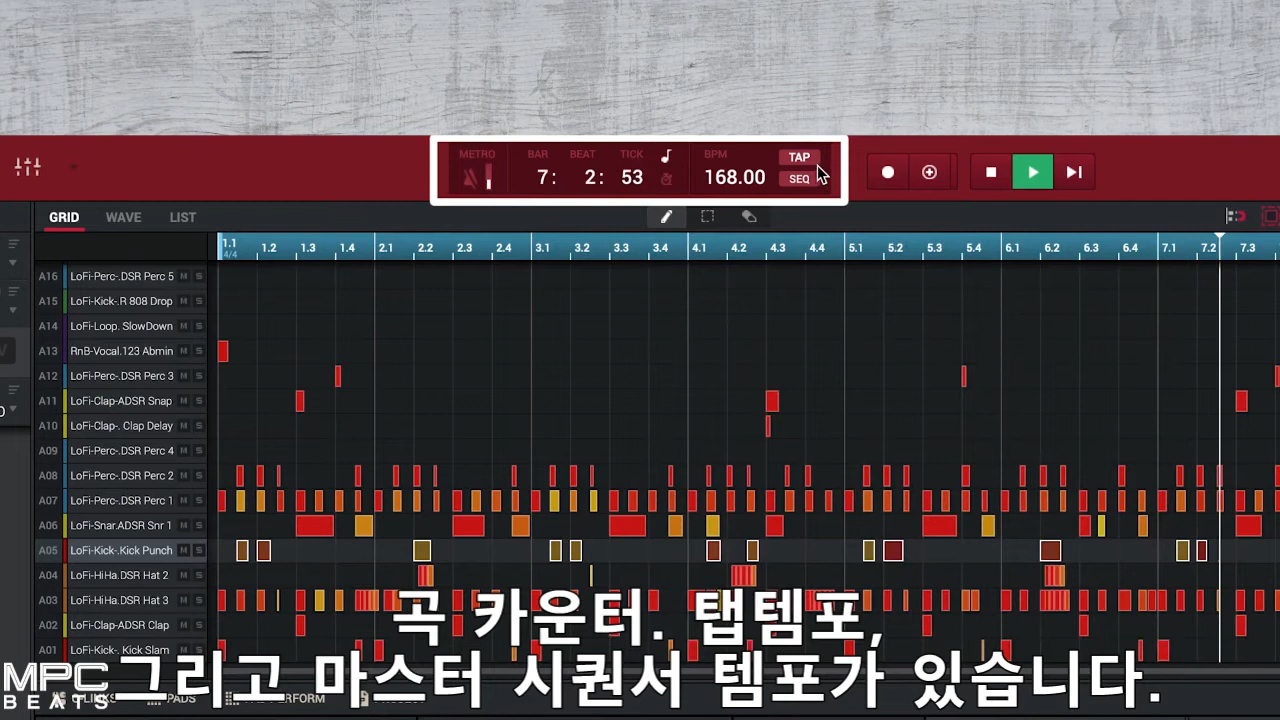 METRO BAR BEAT TICK BPM TAP
7: 2: 53 168.00 SEQ
GRID WAVE LIST
1.1 1.2 1.3 1.4 2.1 2.2 2.3 2.4 3.1 3.2 3.3 3.4 4.1 4.2 4.3 4.4 5.1 5.2 5.3 5.4 6.1 6.2 6.3 6.4 7.1 7.2 7.3
4/4
A16 LoFi-Perc-.DSR Perc 5 M S
A15 LoFi-Kick-.R 808 Drop M S
A14 LoFi-Loop. SlowDown M S
A13 RnB-Vocal.123 Abmin M S
A12 LoFi-Perc-.DSR Perc 3 M S
A11 LoFi-Clap-ADSR Snap M S
A10 LoFi-Clap-. Clap Delay M S
A09 LoFi-Perc-.DSR Perc 4 M S
A08 LoFi-Perc-.DSR Perc 2 M S
A07 LoFi-Perc-.DSR Perc 1 M S
A06 LoFi-Snar.ADSR Snr 1 M S
A05 LoFi-Kick-.Kick Punch M S
A04 LoFi-HiHa.DSR Hat 2 M S
A03 LoFi-HiHa.DSR Hat 3 M S
A02 LoFi-Clap-ADSR Clap M S
A01 LoFi-Kick-.ADSR Kick M S
곡 카운터. 탭템포,
그리고 마스터 시퀀서 템포가 있습니다.
MPC
BEATS
PADS